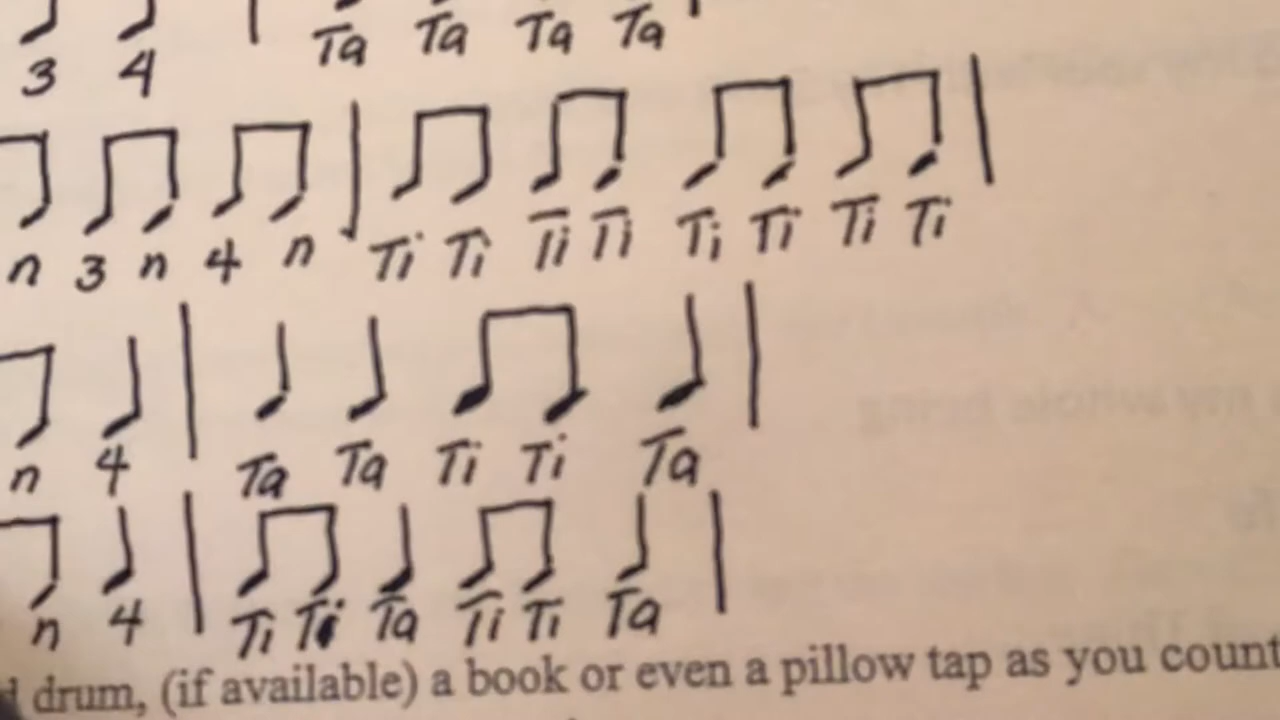 3 4 Ta Ta Ta Ta
n 3 n 4 n Ti Ti Ti Ti Ti Ti Ti Ti
n 4 Ta Ta Ti Ti Ta
n 4 Ti Ti Ta Ti Ti Ta
drum, (if available) a book or even a pillow tap as you count